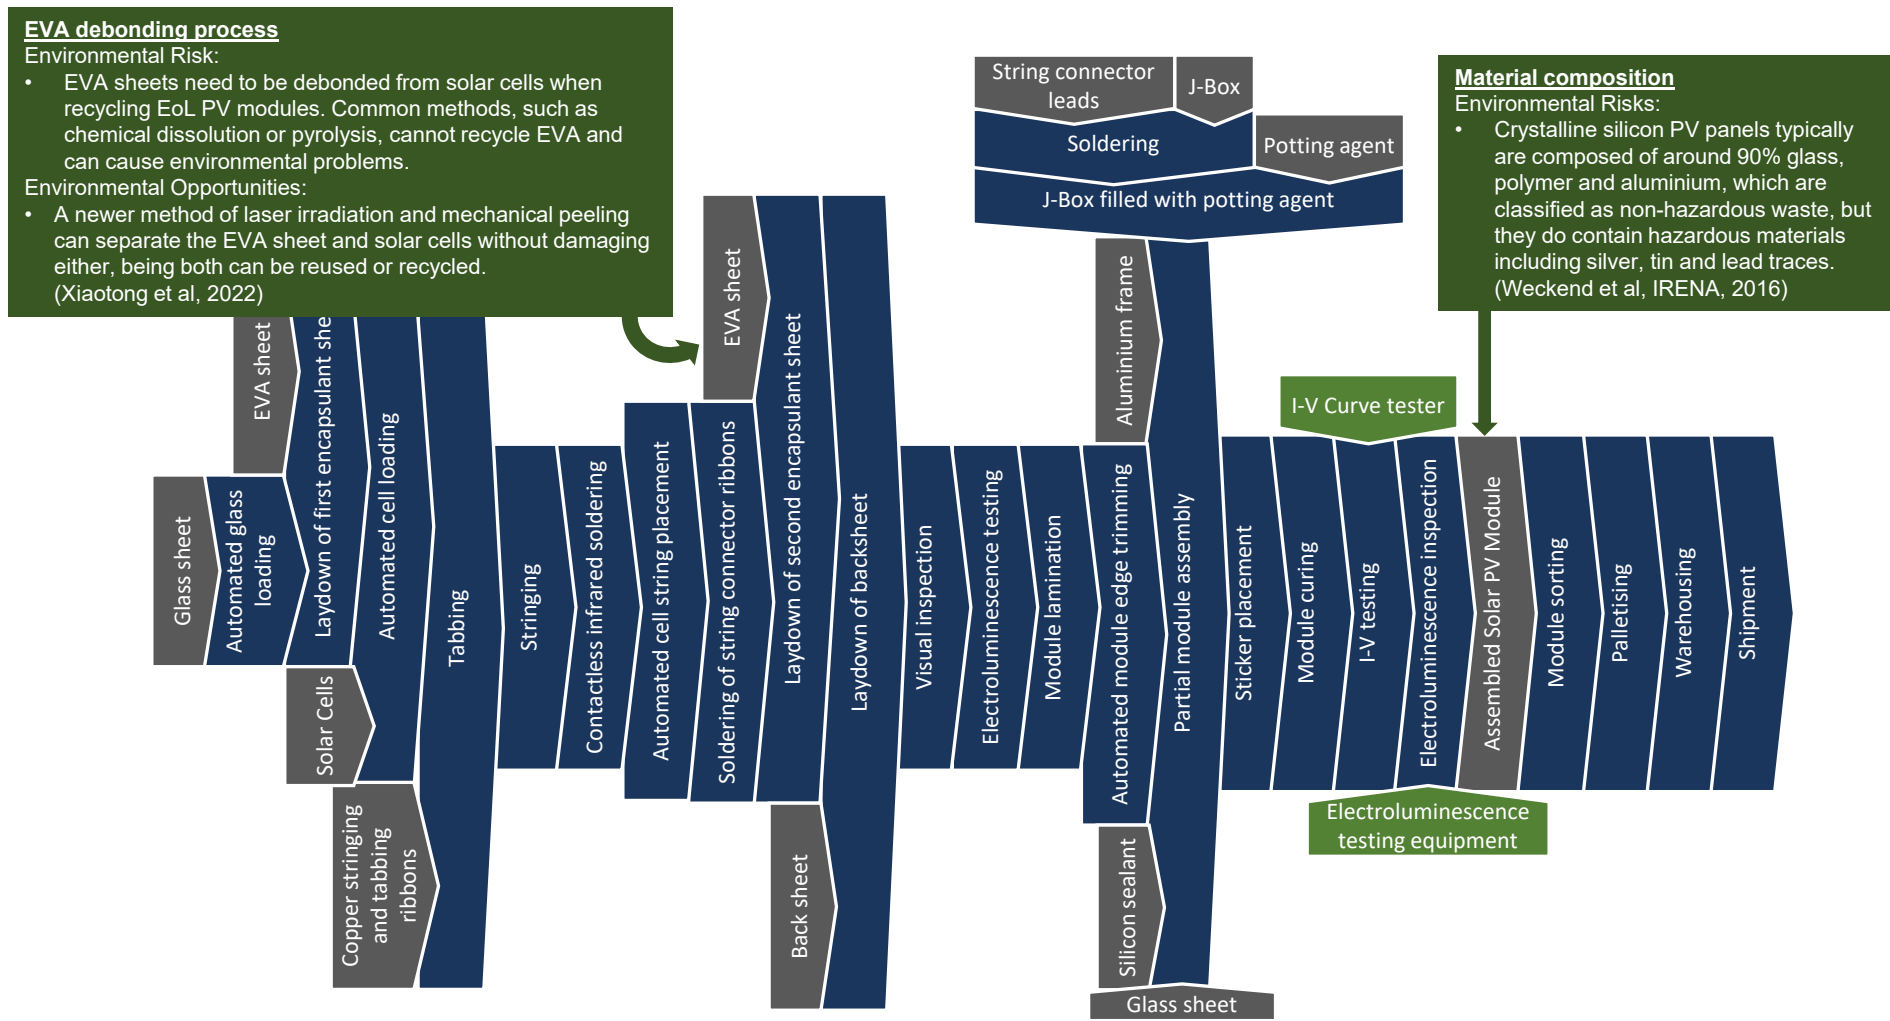 EVA debonding process
Environmental Risk:
• EVA sheets need to be debonded from solar cells when
recycling EoL PV modules. Common methods, such as
chemical dissolution or pyrolysis, cannot recycle EVA and
can cause environmental problems.
Environmental Opportunities:
• A newer method of laser irradiation and mechanical peeling
can separate the EVA sheet and solar cells without damaging
either, being both can be reused or recycled.
(Xiaotong et al, 2022)
String connector
leads
J-Box
Soldering
Potting agent
J-Box filled with potting agent
Material composition
Environmental Risks:
• Crystalline silicon PV panels typically
are composed of around 90% glass,
polymer and aluminium, which are
classified as non-hazardous waste, but
they do contain hazardous materials
including silver, tin and lead traces.
(Weckend et al, IRENA, 2016)
Glass sheet
Automated glass
loading
EVA sheet
Laydown of first encapsulant shee
Solar Cells
Automated cell loading
Copper stringing
and tabbing
ribbons
Tabbing
Stringing
Contactless infrared soldering
Automated cell string placement
Soldering of string connector ribbons
EVA sheet
Laydown of second encapsulant sheet
Back sheet
Laydown of backsheet
Visual inspection
Electroluminescence testing
Module lamination
Automated module edge trimming
Aluminium frame
Silicon sealant
Glass sheet
Partial module assembly
Sticker placement
Module curing
I-V Curve tester
I-V testing
Electroluminescence inspection
Electroluminescence
testing equipment
Assembled Solar PV Module
Module sorting
Palletising
Warehousing
Shipment